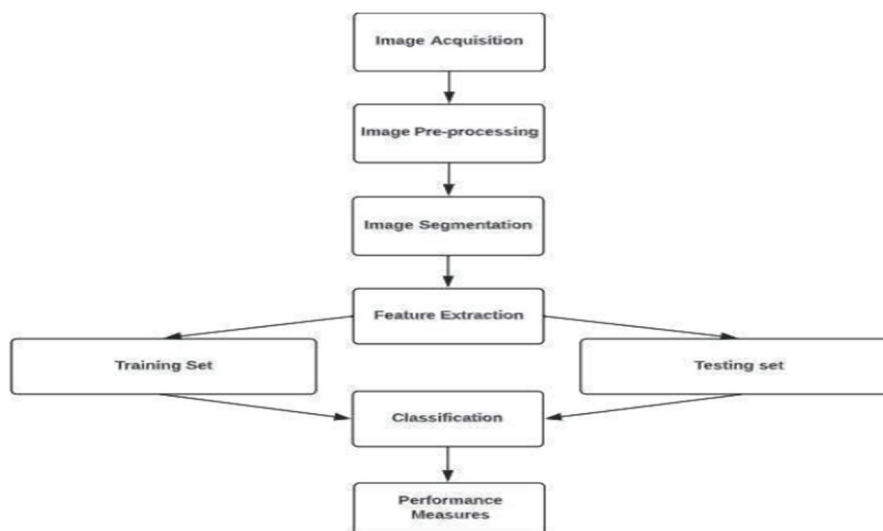 Image Acquisition
Image Pre-processing
Image Segmentation
Feature Extraction
Training Set
Testing set
Classification
Performance
Measures